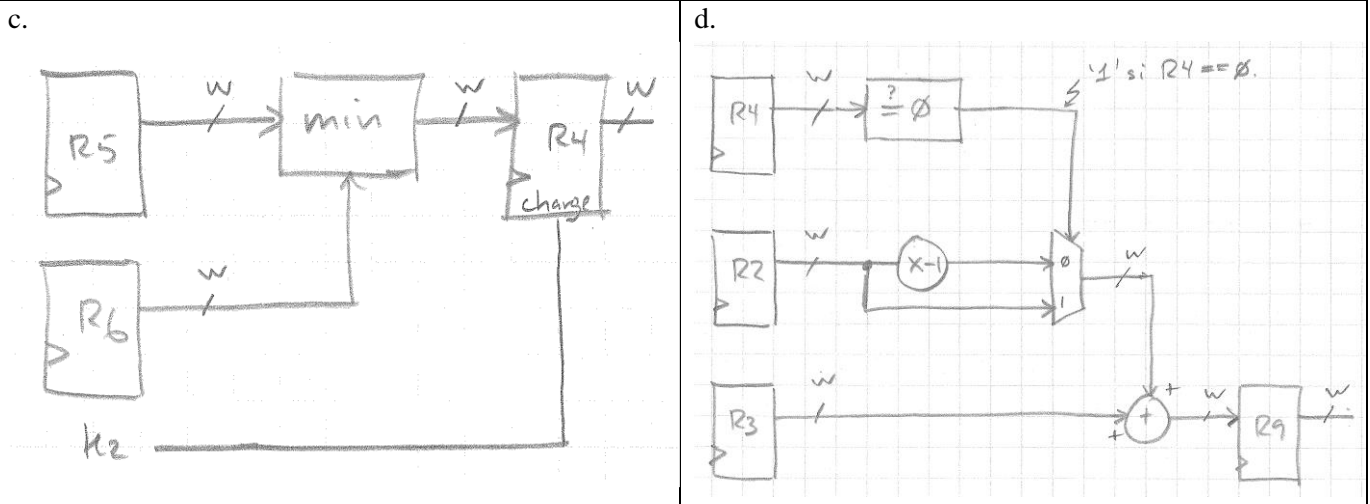 c.
W
W
W
R5
min
R4
charge
W
R6
k2
d.
'1' si R4 == Ø.
W
R4
?
= Ø
W
R2
X-1
Ø
1
W
W
R3
+
+
+
W
R9
W